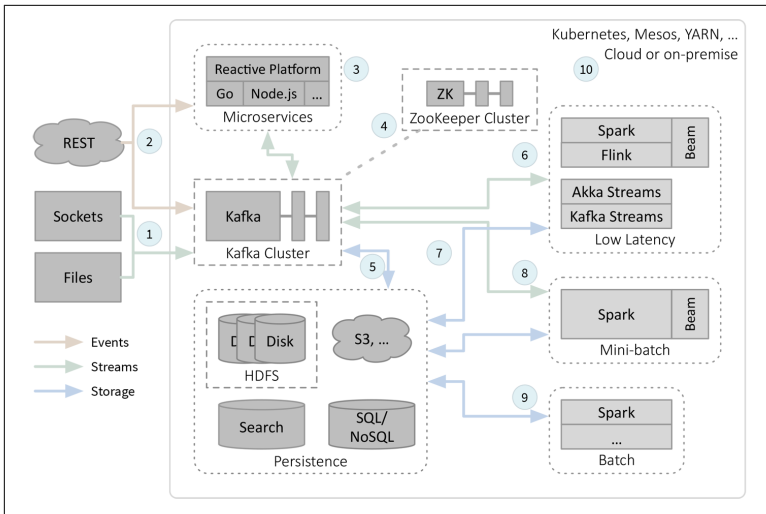 Kubernetes, Mesos, YARN, ...
Cloud or on-premise
10
3
Reactive Platform
Go Node.js ...
Microservices
ZK
ZooKeeper Cluster
4
REST
2
Spark
Flink
Beam
6
Akka Streams
Kafka Streams
Low Latency
Sockets
1
Files
Kafka
Kafka Cluster
5
7
8
Spark
Beam
Mini-batch
D D Disk
HDFS
S3, ...
Search
SQL/
NoSQL
Persistence
9
Spark
...
Batch
Events
Streams
Storage